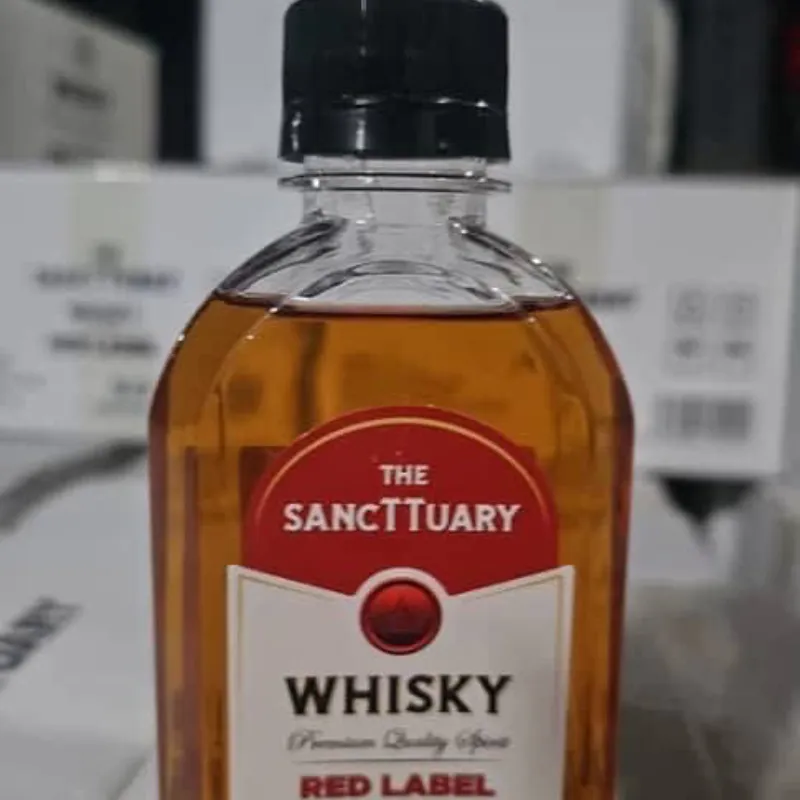 THE
SANCTTUARY
WHISKY
Premium Quality Spirit
RED LABEL